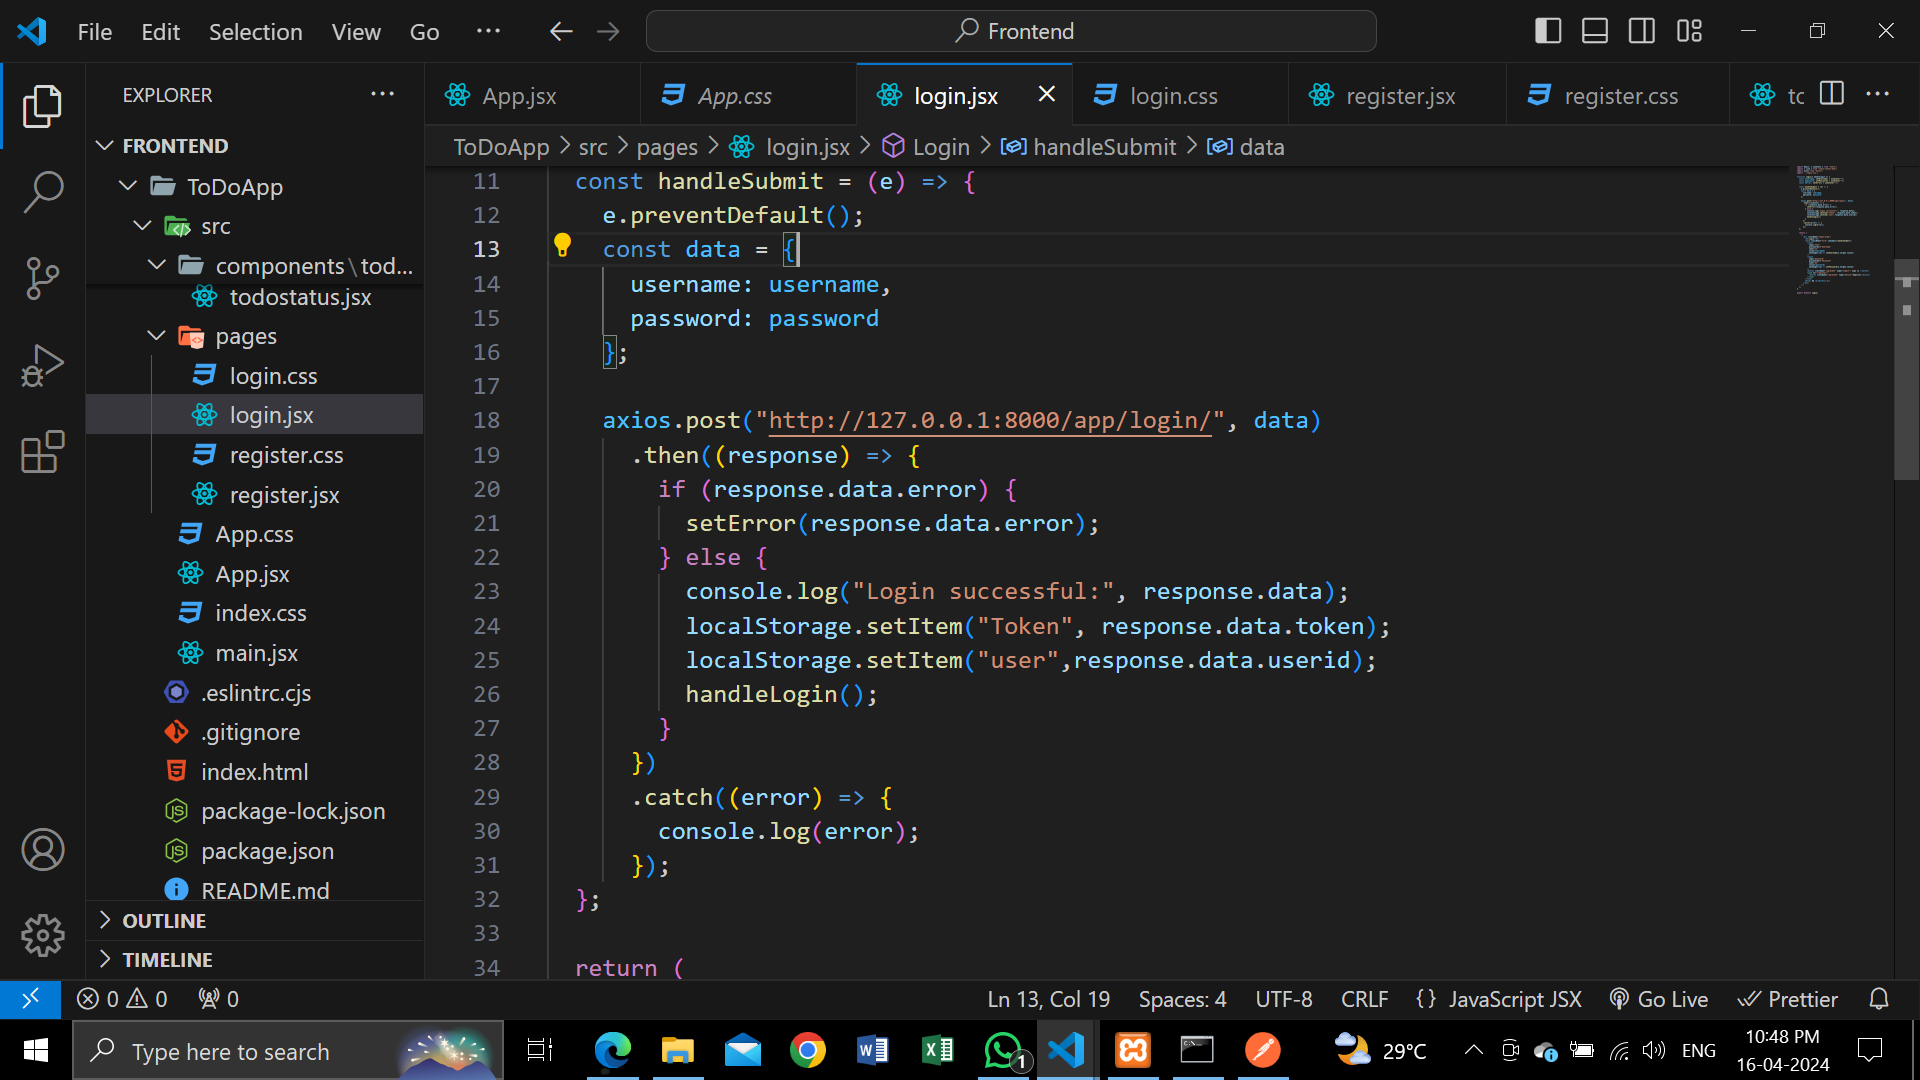 File Edit Selection View Go ··· Frontend
EXPLORER ···
FRONTEND
ToDoApp
src
components\tod...
todostatus.jsx
pages
login.css
login.jsx
register.css
register.jsx
App.css
App.jsx
index.css
main.jsx
.eslintrc.cjs
.gitignore
index.html
package-lock.json
package.json
README.md
OUTLINE
TIMELINE
App.jsx App.css login.jsx login.css register.jsx register.css tc
ToDoApp > src > pages > login.jsx > Login > handleSubmit > data
11 const handleSubmit = (e) => {
12 e.preventDefault();
13 const data = {
14 username: username,
15 password: password
16 };
17
18 axios.post("http://127.0.0.1:8000/app/login/", data)
19 .then((response) => {
20 if (response.data.error) {
21 setError(response.data.error);
22 } else {
23 console.log("Login successful:", response.data);
24 localStorage.setItem("Token", response.data.token);
25 localStorage.setItem("user",response.data.userid);
26 handleLogin();
27 }
28 })
29 .catch((error) => {
30 console.log(error);
31 });
32 };
33
34 return (
0 0 0 Ln 13, Col 19 Spaces: 4 UTF-8 CRLF {} JavaScript JSX Go Live Prettier
Type here to search 1 29°C ENG 10:48 PM
16-04-2024